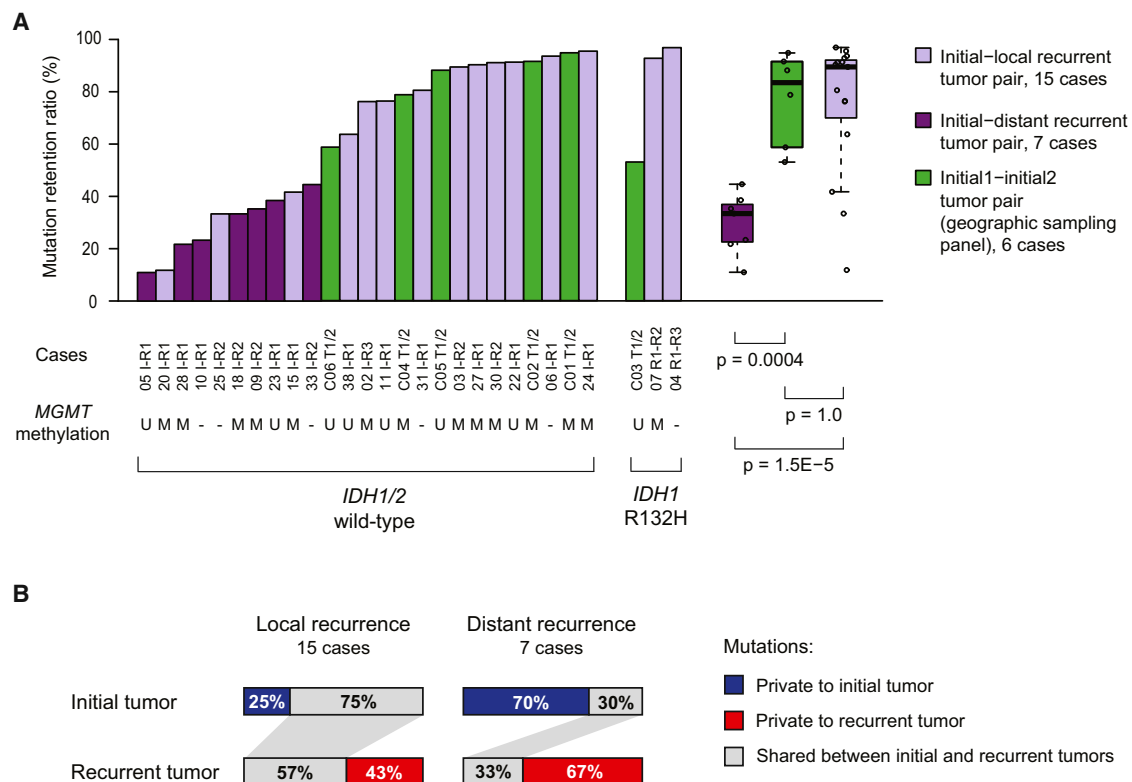 A
Mutation retention ratio (%)
100
80
60
40
20
0
Initial–local recurrent
tumor pair, 15 cases
Initial–distant recurrent
tumor pair, 7 cases
Initial1–initial2
tumor pair
(geographic sampling
panel), 6 cases
Cases
05 I-R1
20 I-R1
28 I-R1
10 I-R1
25 I-R2
18 I-R2
09 I-R2
23 I-R1
15 I-R1
33 I-R2
C06 T1/2
38 I-R1
02 I-R3
11 I-R1
C04 T1/2
31 I-R1
C05 T1/2
03 I-R2
27 I-R1
30 I-R2
22 I-R1
C02 T1/2
06 I-R1
C01 T1/2
24 I-R1
C03 T1/2
07 R1-R2
04 R1-R3
MGMT
methylation
U M M - - M M U M - U U M U M - U M M M U M - M M U M -
IDH1/2
wild-type
IDH1
R132H
p = 0.0004
p = 1.0
p = 1.5E−5
B
Local recurrence
15 cases
Distant recurrence
7 cases
Mutations:
Initial tumor
25% 75%
70% 30%
Private to initial tumor
Private to recurrent tumor
Shared between initial and recurrent tumors
Recurrent tumor
57% 43%
33% 67%